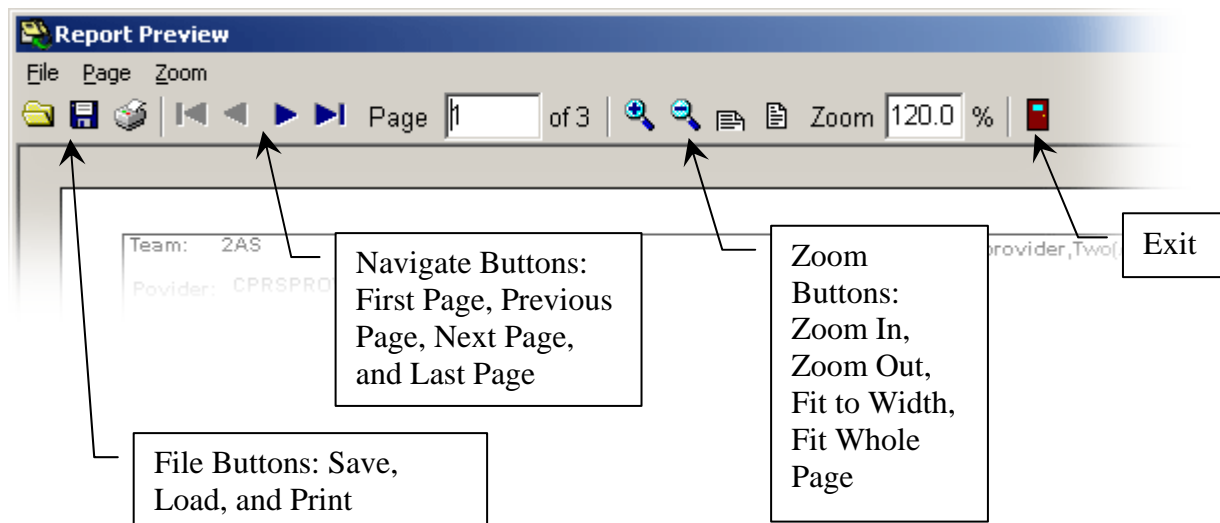 Report Preview
File Page Zoom
Page 1 of 3 Zoom 120.0 %
Team: 2AS
provider,Two(
Povider: CPRSPRO
Navigate Buttons:
First Page, Previous
Page, Next Page,
and Last Page
Zoom
Buttons:
Zoom In,
Zoom Out,
Fit to Width,
Fit Whole
Page
Exit
File Buttons: Save,
Load, and Print